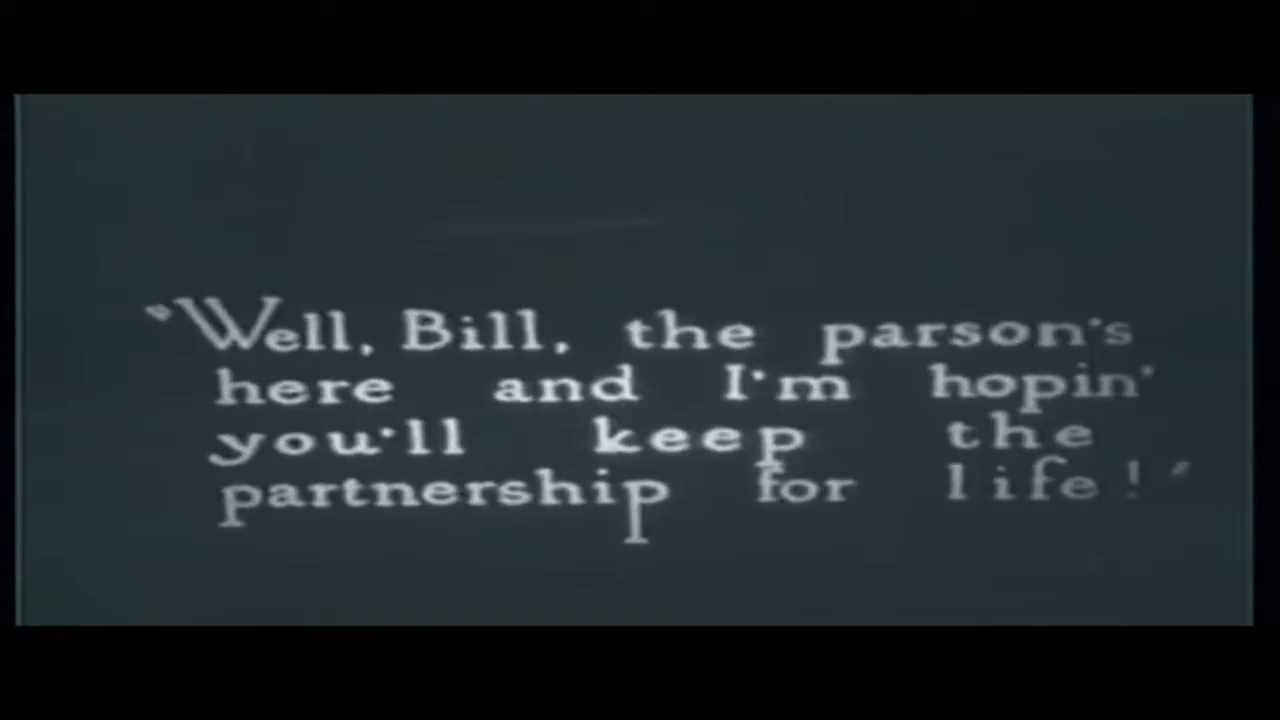 "Well, Bill, the parson's
here and I'm hopin'
you'll keep the
partnership for life!"